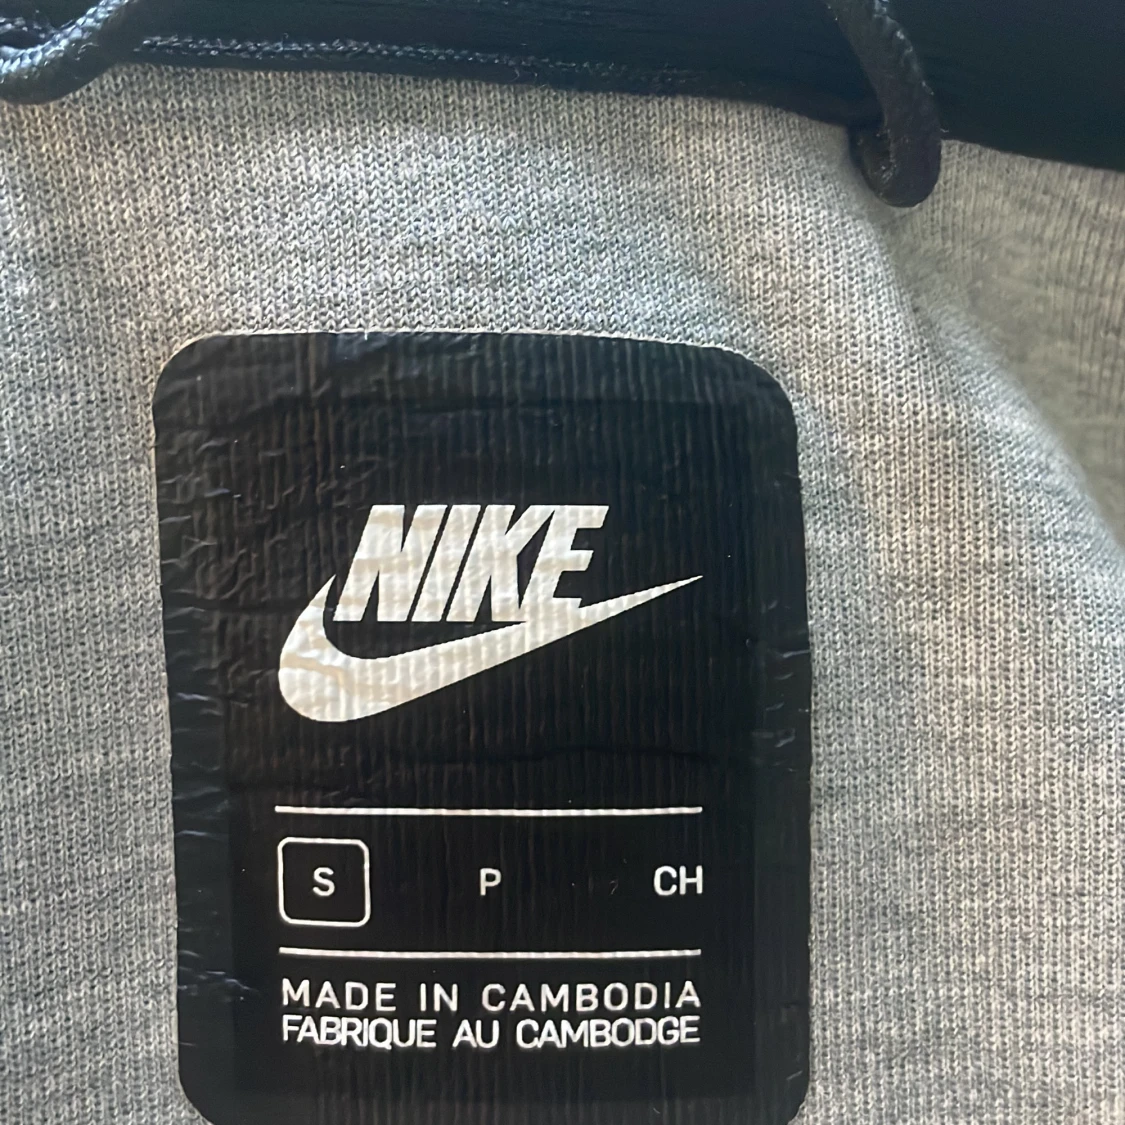 NIKE
S P CH
MADE IN CAMBODIA
FABRIQUE AU CAMBODGE